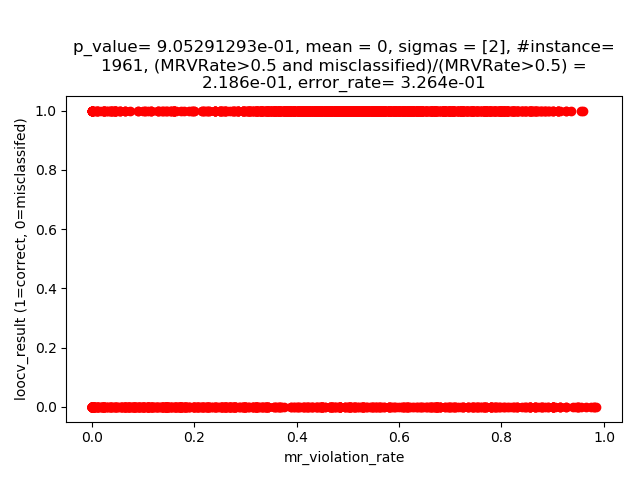 p_value= 9.05291293e-01, mean = 0, sigmas = [2], #instance=
1961, (MRVRate>0.5 and misclassified)/(MRVRate>0.5) =
2.186e-01, error_rate= 3.264e-01
loocv_result (1=correct, 0=misclassifed)
1.0
0.8
0.6
0.4
0.2
0.0
0.0 0.2 0.4 0.6 0.8 1.0
mr_violation_rate